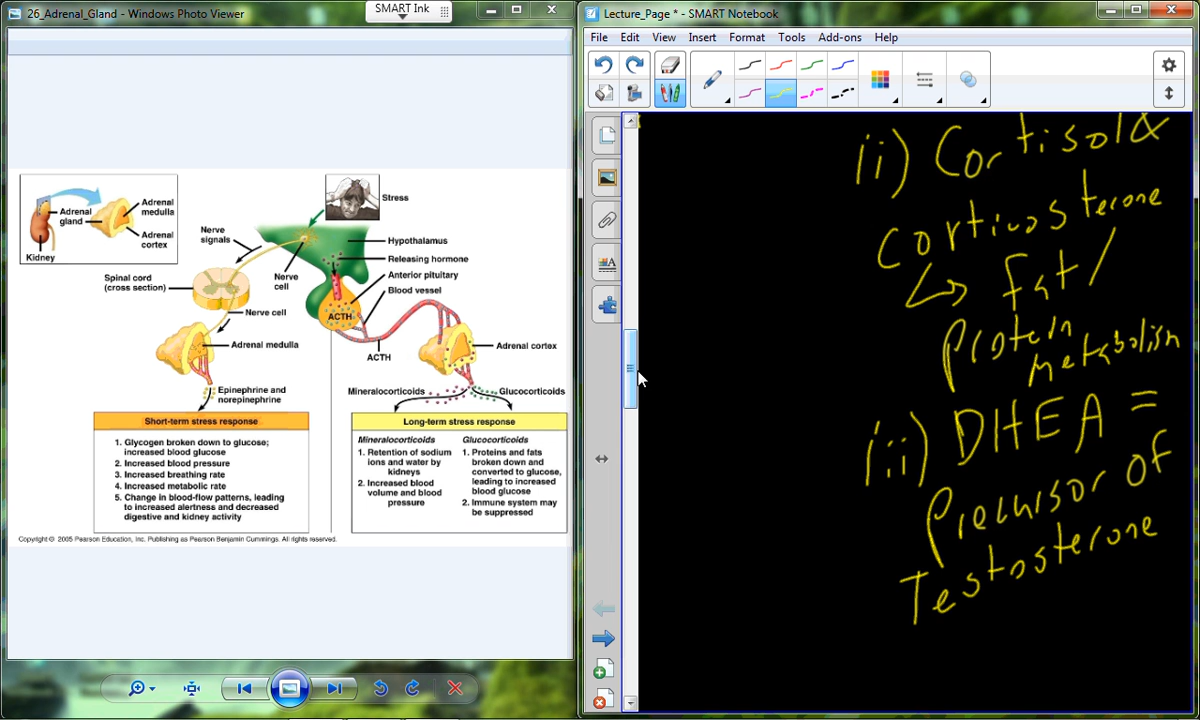 26_Adrenal_Gland - Windows Photo Viewer
SMART Ink
Adrenal
gland
Adrenal
medulla
Adrenal
cortex
Kidney
Stress
Nerve
signals
Hypothalamus
Releasing hormone
Anterior pituitary
Blood vessel
Spinal cord
(cross section)
Nerve
cell
Nerve cell
ACTH
ACTH
Adrenal medulla
Adrenal cortex
Epinephrine and
norepinephrine
Mineralocorticoids
Glucocorticoids
Short-term stress response
1. Glycogen broken down to glucose;
increased blood glucose
2. Increased blood pressure
3. Increased breathing rate
4. Increased metabolic rate
5. Change in blood-flow patterns, leading
to increased alertness and decreased
digestive and kidney activity
Long-term stress response
Mineralocorticoids
1. Retention of sodium
ions and water by
kidneys
2. Increased blood
volume and blood
pressure
Glucocorticoids
1. Proteins and fats
broken down and
converted to glucose,
leading to increased
blood glucose
2. Immune system may
be suppressed
Copyright © 2005 Pearson Education, Inc. Publishing as Pearson Benjamin Cummings. All rights reserved.
Lecture_Page * - SMART Notebook
File Edit View Insert Format Tools Add-ons Help
ii) Cortisol &
Corticosterone
↳ Fat/
Protein
Metabolism
iii) DHEA =
Precursor of
Testosterone